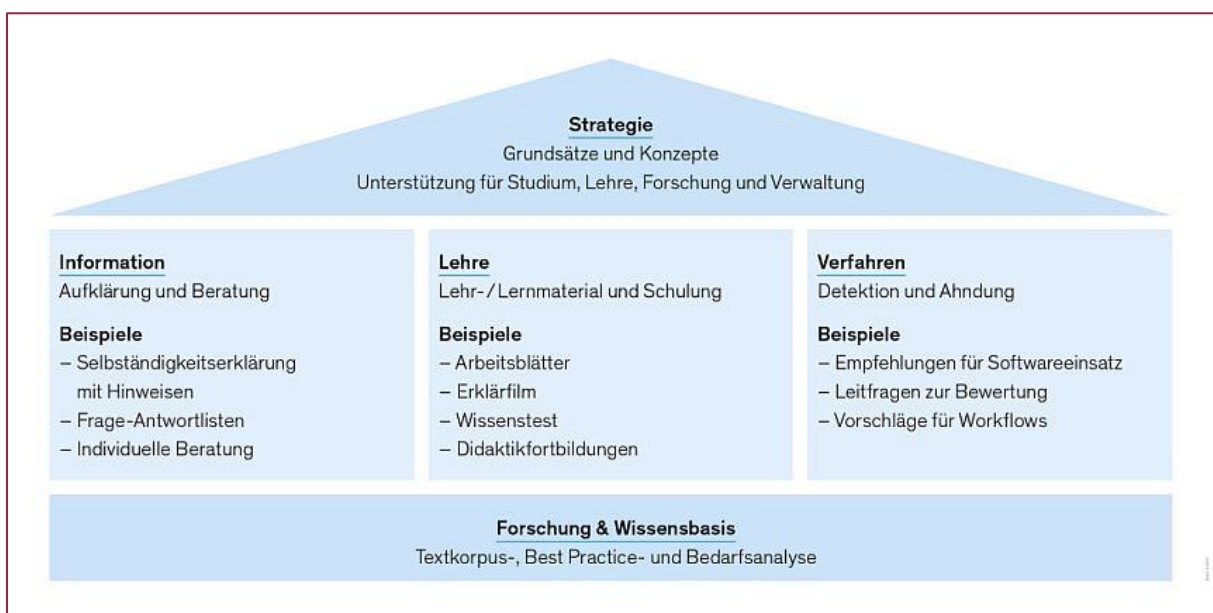 Strategie
Grundsätze und Konzepte
Unterstützung für Studium, Lehre, Forschung und Verwaltung
Information
Aufklärung und Beratung
Beispiele
– Selbständigkeitserklärung
mit Hinweisen
– Frage-Antwortlisten
– Individuelle Beratung
Lehre
Lehr-/Lernmaterial und Schulung
Beispiele
– Arbeitsblätter
– Erklärfilm
– Wissenstest
– Didaktikfortbildungen
Verfahren
Detektion und Ahndung
Beispiele
– Empfehlungen für Softwareeinsatz
– Leitfragen zur Bewertung
– Vorschläge für Workflows
Forschung & Wissensbasis
Textkorpus-, Best Practice- und Bedarfsanalyse